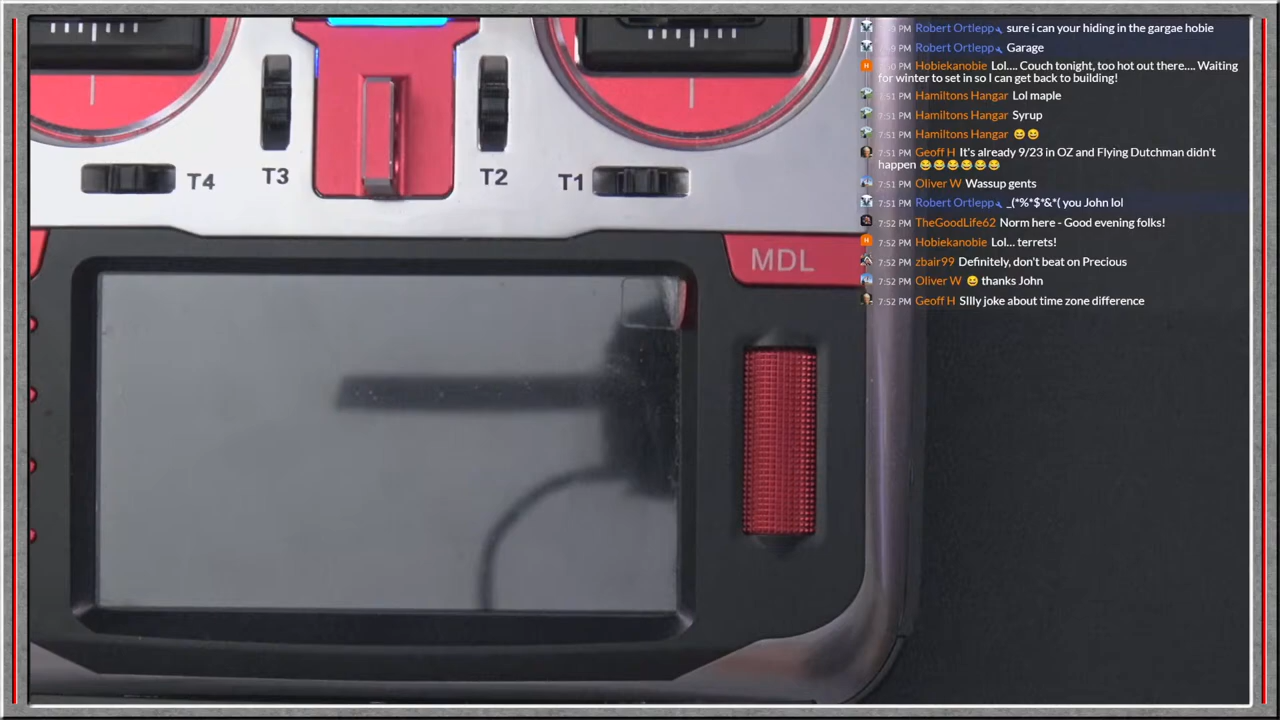 T4
T3
T2
T1
MDL
Robert Ortlepp sure i can your hiding in the gargae hobie
Robert Ortlepp Garage
Hobiekanobie Lol.... Couch tonight, too hot out there.... Waiting
for winter to set in so I can get back to building!
7:51 PM Hamiltons Hangar Lol maple
7:51 PM Hamiltons Hangar Syrup
7:51 PM Hamiltons Hangar 😆😆
7:51 PM Geoff H It's already 9/23 in OZ and Flying Dutchman didn't
happen 😂😂😂😂😂😂
7:51 PM Oliver W Wassup gents
7:51 PM Robert Ortlepp _(*%*$*&*( you John lol
7:52 PM TheGoodLife62 Norm here - Good evening folks!
7:52 PM Hobiekanobie Lol... terrets!
7:52 PM zbair99 Definitely, don't beat on Precious
7:52 PM Oliver W 😆 thanks John
7:52 PM Geoff H SIlly joke about time zone difference